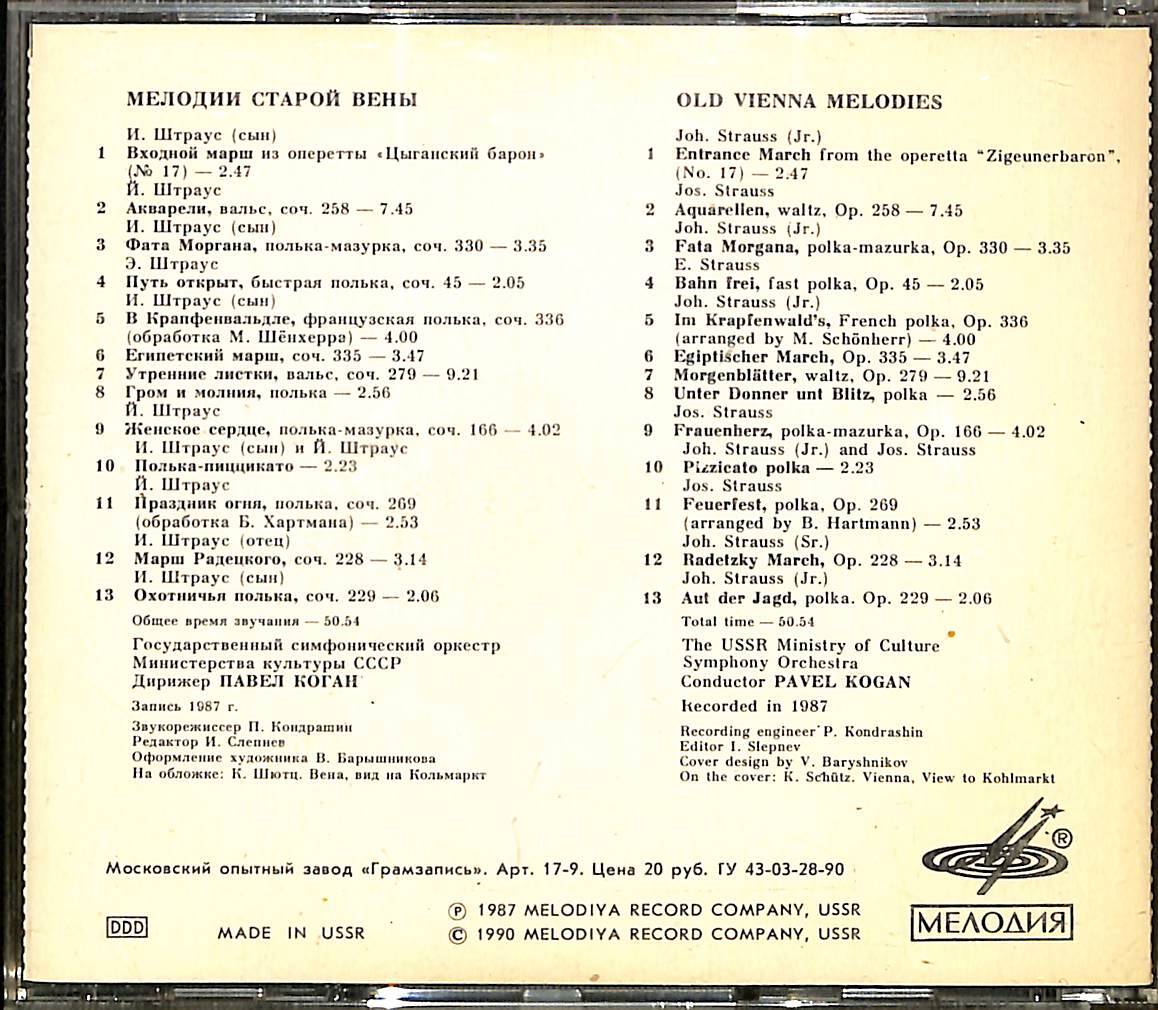 МЕЛОДИИ СТАРОЙ ВЕНЫ
И. Штраус (сын)
1 Входной марш из оперетты «Цыганский барон»
(№ 17) — 2.47
Й. Штраус
2 Акварели, вальс, соч. 258 — 7.45
И. Штраус (сын)
3 Фата Моргана, полька-мазурка, соч. 330 — 3.35
Э. Штраус
4 Путь открыт, быстрая полька, соч. 45 — 2.05
И. Штраус (сын)
5 В Крапфенвальдле, французская полька, соч. 336
(обработка М. Шёнхерра) — 4.00
6 Египетский марш, соч. 335 — 3.47
7 Утренние листки, вальс, соч. 279 — 9.21
8 Гром и молния, полька — 2.56
Й. Штраус
9 Женское сердце, полька-мазурка, соч. 166 — 4.02
И. Штраус (сын) и Й. Штраус
10 Полька-пиццикато — 2.23
Й. Штраус
11 Праздник огня, полька, соч. 269
(обработка Б. Хартмана) — 2.53
И. Штраус (отец)
12 Марш Радецкого, соч. 228 — 3.14
И. Штраус (сын)
13 Охотничья полька, соч. 229 — 2.06
Общее время звучания — 50.54
Государственный симфонический оркестр
Министерства культуры СССР
Дирижер ПАВЕЛ КОГАН
Запись 1987 г.
Звукорежиссер П. Кондрашин
Редактор И. Слепнев
Оформление художника В. Барышникова
На обложке: К. Шютц. Вена, вид на Кольмаркт
OLD VIENNA MELODIES
Joh. Strauss (Jr.)
1 Entrance March from the operetta "Zigeunerbaron",
(No. 17) — 2.47
Jos. Strauss
2 Aquarellen, waltz, Op. 258 — 7.45
Joh. Strauss (Jr.)
3 Fata Morgana, polka-mazurka, Op. 330 — 3.35
E. Strauss
4 Bahn frei, fast polka, Op. 45 — 2.05
Joh. Strauss (Jr.)
5 Im Krapfenwald's, French polka, Op. 336
(arranged by M. Schönherr) — 4.00
6 Egiptischer March, Op. 335 — 3.47
7 Morgenblätter, waltz, Op. 279 — 9.21
8 Unter Donner unt Blitz, polka — 2.56
Jos. Strauss
9 Frauenherz, polka-mazurka, Op. 166 — 4.02
Joh. Strauss (Jr.) and Jos. Strauss
10 Pizzicato polka — 2.23
Jos. Strauss
11 Feuerfest, polka, Op. 269
(arranged by B. Hartmann) — 2.53
Joh. Strauss (Sr.)
12 Radetzky March, Op. 228 — 3.14
Joh. Strauss (Jr.)
13 Aut der Jagd, polka. Op. 229 — 2.06
Total time — 50.54
The USSR Ministry of Culture
Symphony Orchestra
Conductor PAVEL KOGAN
Recorded in 1987
Recording engineer P. Kondrashin
Editor I. Slepnev
Cover design by V. Baryshnikov
On the cover: K. Schütz. Vienna, View to Kohlmarkt
®
Московский опытный завод «Грамзапись». Арт. 17-9. Цена 20 руб. ГУ 43-03-28-90
DDD MADE IN USSR
℗ 1987 MELODIYA RECORD COMPANY, USSR
© 1990 MELODIYA RECORD COMPANY, USSR
МЕЛОДИЯ